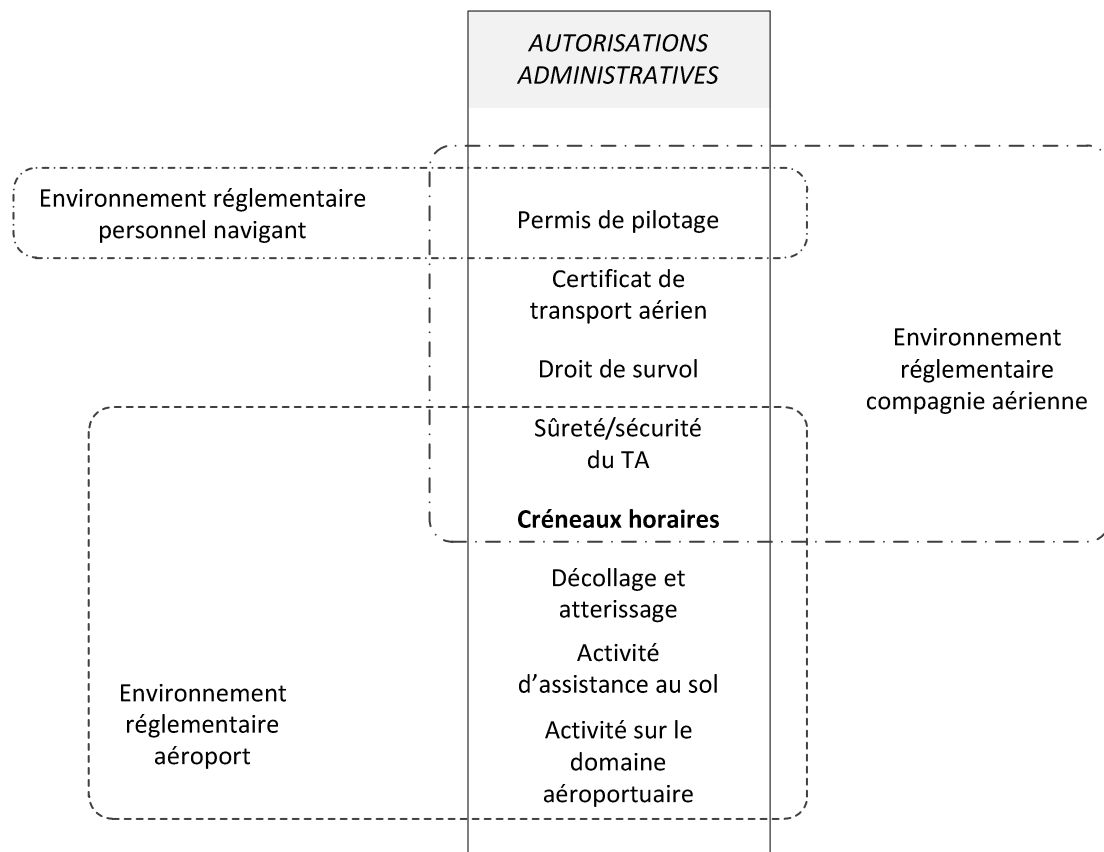 AUTORISATIONS
ADMINISTRATIVES
Environnement réglementaire
personnel navigant
Permis de pilotage
Certificat de
transport aérien
Droit de survol
Environnement
réglementaire
compagnie aérienne
Sûreté/sécurité
du TA
Créneaux horaires
Décollage et
atterissage
Activité
d’assistance au sol
Environnement
réglementaire
aéroport
Activité sur le
domaine
aéroportuaire